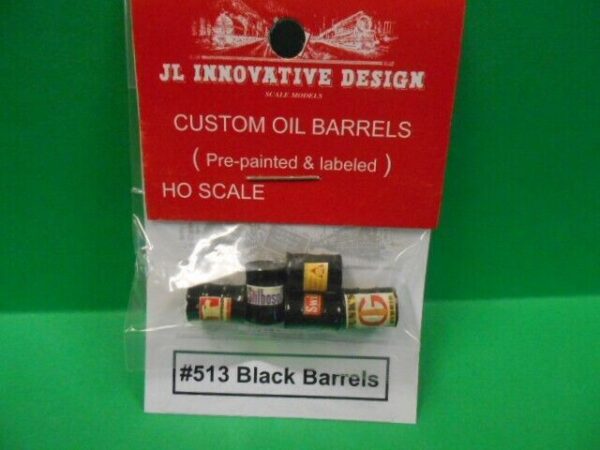 JL INNOVATIVE DESIGN
SCALE MODELS
CUSTOM OIL BARRELS
( Pre-painted & labeled )
HO SCALE
#513 Black Barrels